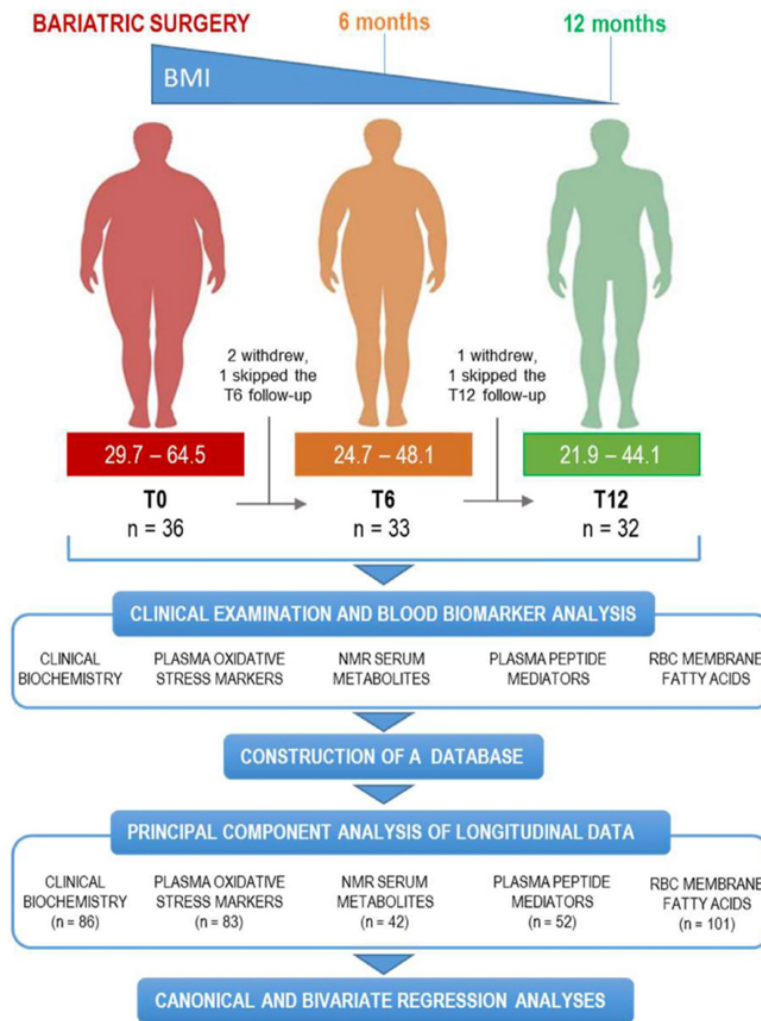 BARIATRIC SURGERY
6 months
12 months
BMI
2 withdrew,
1 skipped the
T6 follow-up
1 withdrew,
1 skipped the
T12 follow-up
29.7 – 64.5
24.7 – 48.1
21.9 – 44.1
T0
T6
T12
n = 36
n = 33
n = 32
CLINICAL EXAMINATION AND BLOOD BIOMARKER ANALYSIS
CLINICAL
BIOCHEMISTRY
PLASMA OXIDATIVE
STRESS MARKERS
NMR SERUM
METABOLITES
PLASMA PEPTIDE
MEDIATORS
RBC MEMBRANE
FATTY ACIDS
CONSTRUCTION OF A DATABASE
PRINCIPAL COMPONENT ANALYSIS OF LONGITUDINAL DATA
CLINICAL
BIOCHEMISTRY
(n = 86)
PLASMA OXIDATIVE
STRESS MARKERS
(n = 83)
NMR SERUM
METABOLITES
(n = 42)
PLASMA PEPTIDE
MEDIATORS
(n = 52)
RBC MEMBRANE
FATTY ACIDS
(n = 101)
CANONICAL AND BIVARIATE REGRESSION ANALYSES